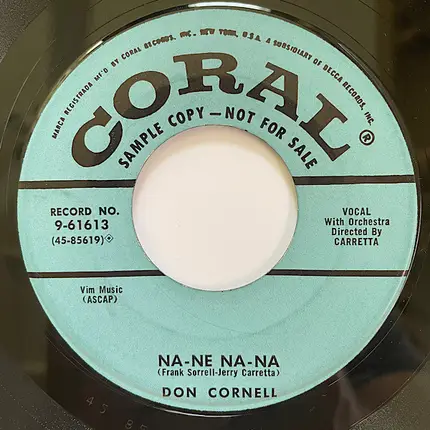 MARCA REGISTRADA MF'D BY CORAL RECORDS, INC. NEW YORK, U.S.A. A SUBSIDIARY OF DECCA RECORDS, INC.
CORAL®
SAMPLE COPY—NOT FOR SALE
RECORD NO.
9-61613
(45-85619)
VOCAL
With Orchestra
Directed By
CARRETTA
Vim Music
(ASCAP)
NA-NE NA-NA
(Frank Sorrell-Jerry Carretta)
DON CORNELL